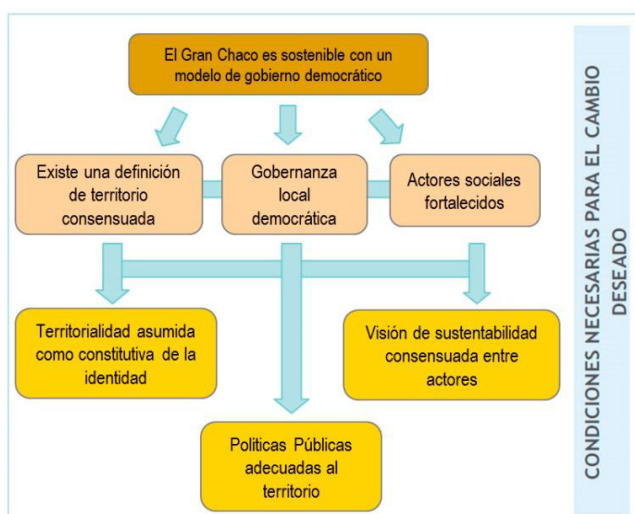 El Gran Chaco es sostenible con un
modelo de gobierno democrático
Existe una definición
de territorio
consensuada
Gobernanza
local
democrática
Actores sociales
fortalecidos
Territorialidad asumida
como constitutiva de la
identidad
Visión de sustentabilidad
consensuada entre
actores
Politicas Públicas
adecuadas al
territorio
CONDICIONES NECESARIAS PARA EL CAMBIO
DESEADO